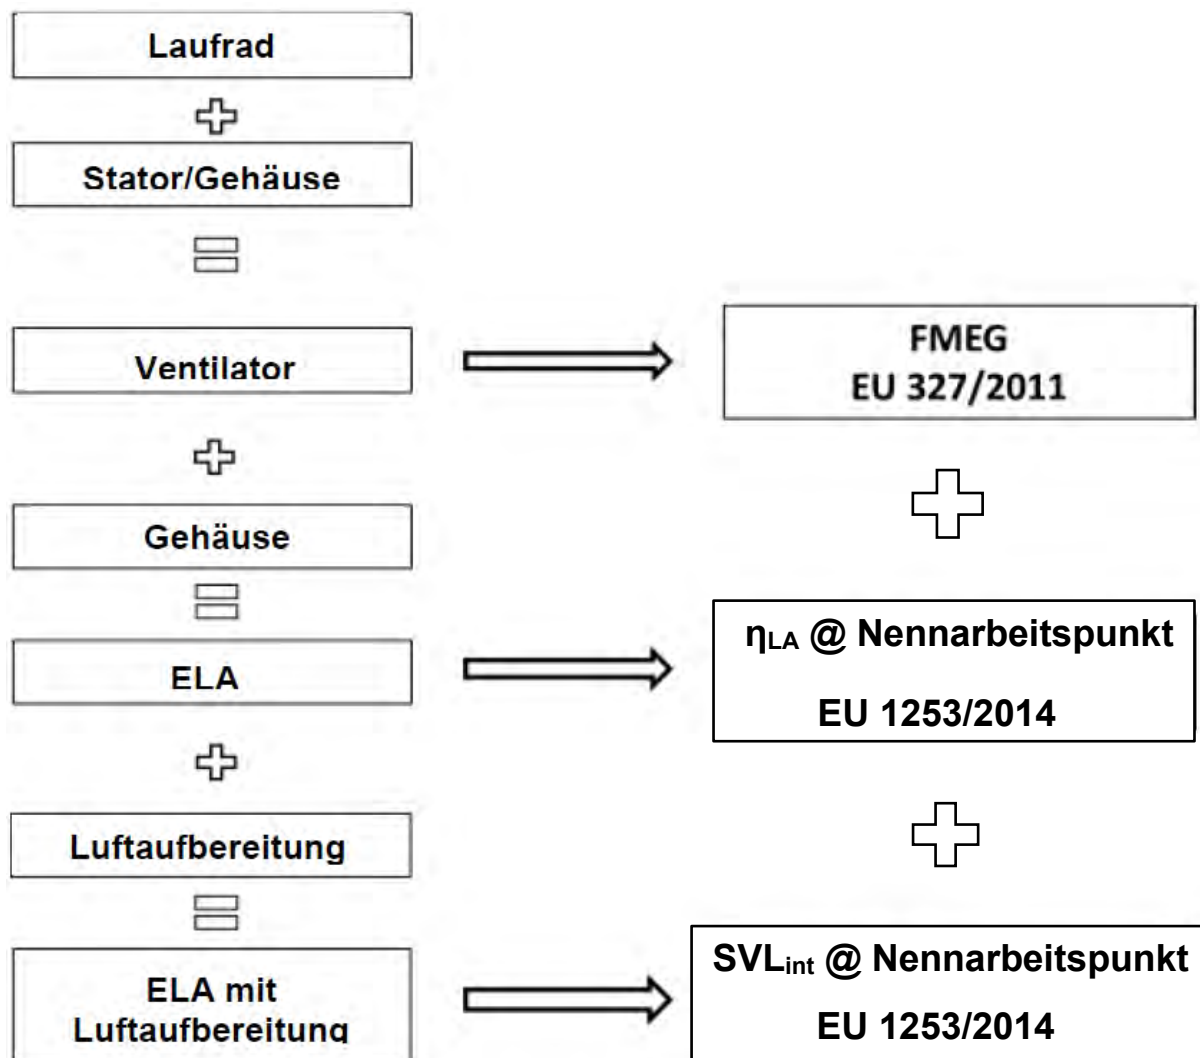 Laufrad
Stator/Gehäuse
Ventilator
FMEG
EU 327/2011
Gehäuse
ELA
ηLA @ Nennarbeitspunkt
EU 1253/2014
Luftaufbereitung
ELA mit
Luftaufbereitung
SVLint @ Nennarbeitspunkt
EU 1253/2014